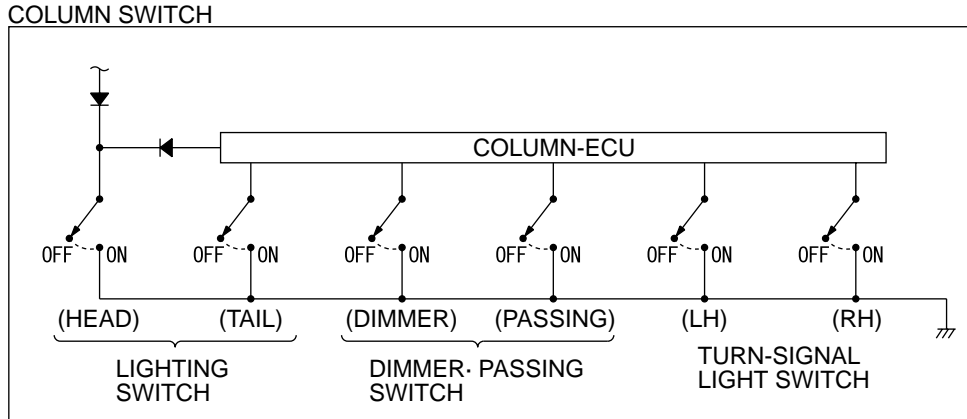 COLUMN SWITCH
COLUMN-ECU
OFF ON OFF ON OFF ON OFF ON OFF ON OFF ON
(HEAD) (TAIL) (DIMMER) (PASSING) (LH) (RH)
LIGHTING SWITCH
DIMMER· PASSING SWITCH
TURN-SIGNAL LIGHT SWITCH